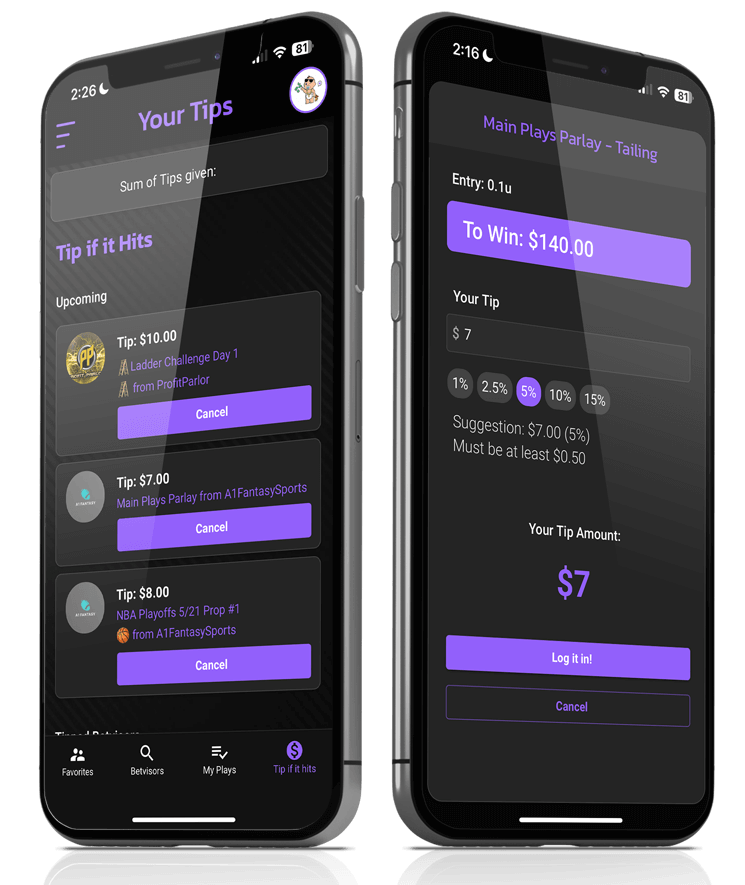 2:26
81
Your Tips
Sum of Tips given:
Tip if it Hits
Upcoming
PP
Tip: $10.00
Ladder Challenge Day 1
from ProfitParlor
Cancel
Tip: $7.00
Main Plays Parlay from A1FantasySports
Cancel
Tip: $8.00
NBA Playoffs 5/21 Prop #1
from A1FantasySports
Cancel
Favorites
Betvisors
My Plays
Tip if it hits
2:16
81
Main Plays Parlay - Tailing
Entry: 0.1u
To Win: $140.00
Your Tip
$ 7
1% 2.5% 5% 10% 15%
Suggestion: $7.00 (5%)
Must be at least $0.50
Your Tip Amount:
$7
Log it in!
Cancel